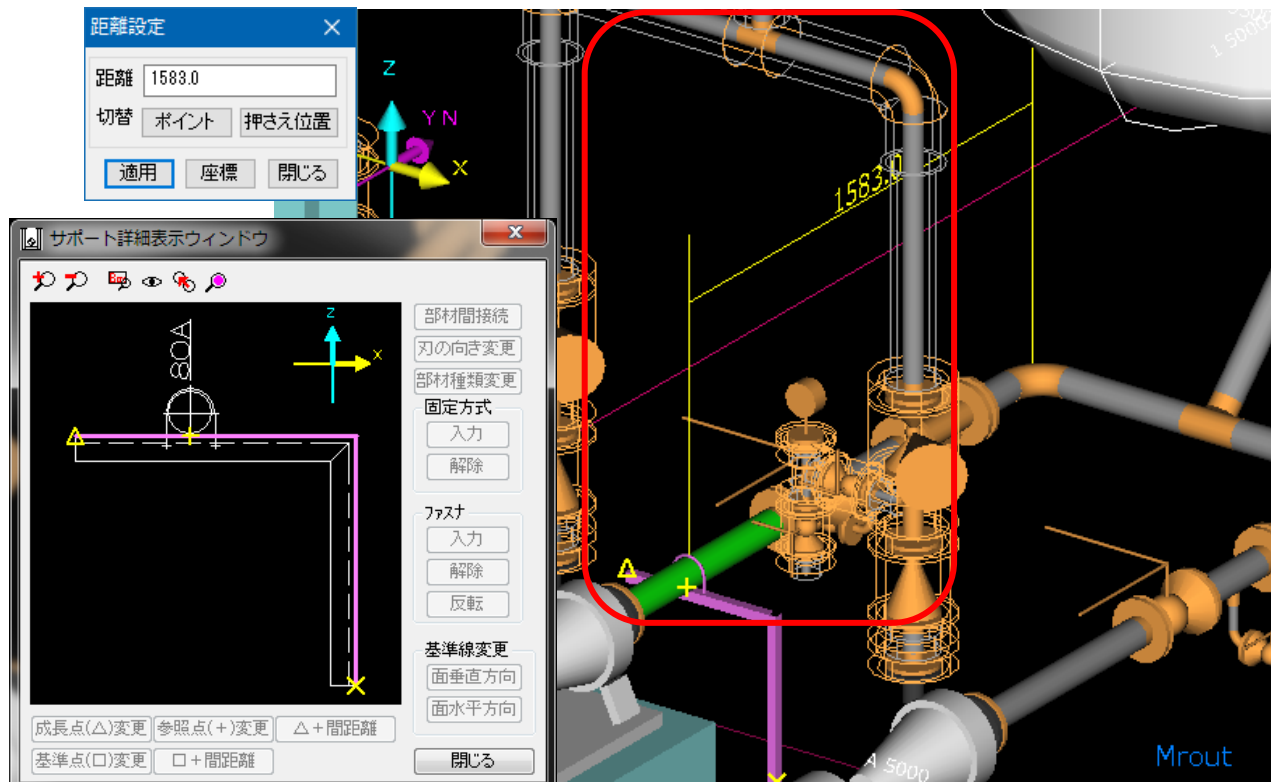 距離設定
距離 1583.0
切替 ポイント 押さえ位置
適用 座標 閉じる
Z
Y N
X
1583.0
1 5000
サポート詳細表示ウィンドウ
80A
z
x
部材間接続
刃の向き変更
部材種類変更
固定方式
入力
解除
ファスナ
入力
解除
反転
基準線変更
面垂直方向
面水平方向
成長点(△)変更 参照点(+)変更 △+間距離
基準点(□)変更 □+間距離
閉じる
A 5000
Mrout